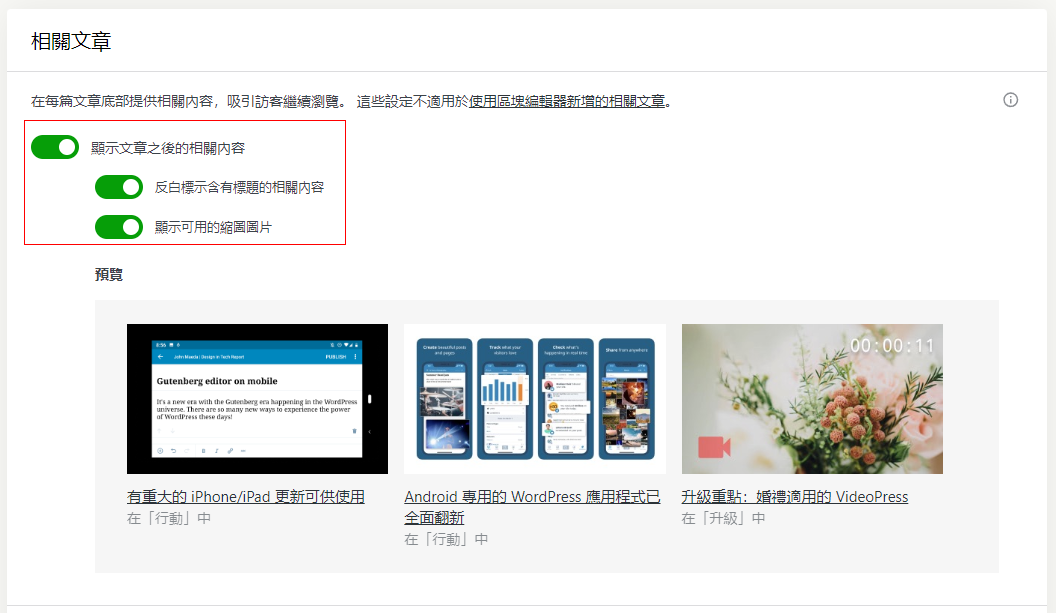 相關文章
在每篇文章底部提供相關內容，吸引訪客繼續瀏覽。 這些設定不適用於使用區塊編輯器新增的相關文章。
顯示文章之後的相關內容
反白標示含有標題的相關內容
顯示可用的縮圖圖片
預覽
8:56
John Maeda | Design in Tech Report PUBLISH
Gutenberg editor on mobile
It's a new era with the Gutenberg era happening in the WordPress
universe. There are so many new ways to experience the power
of WordPress these days!
有重大的 iPhone/iPad 更新可供使用
在「行動」中
Create beautiful posts
and pages
Track what your
visitors love
Check what's
happening in real time
Share from anywhere
Android 專用的 WordPress 應用程式已
全面翻新
在「行動」中
00:00:11
升級重點：婚禮適用的 VideoPress
在「升級」中